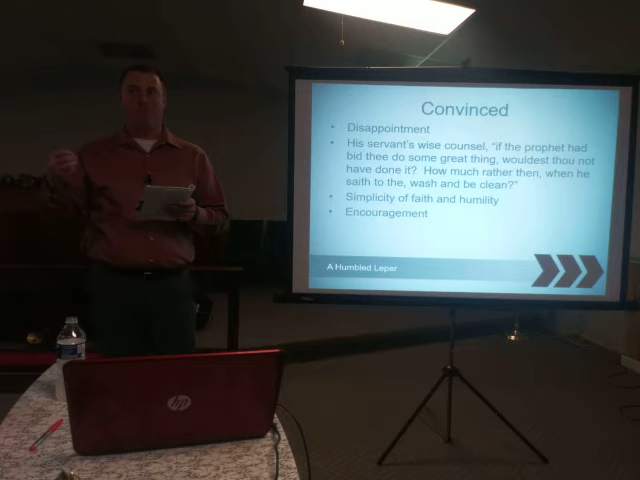 Convinced
• Disappointment
• His servant's wise counsel, "if the prophet had
bid thee do some great thing, wouldest thou not
have done it? How much rather then, when he
saith to the, wash and be clean?"
• Simplicity of faith and humility
• Encouragement
A Humbled Leper
hp